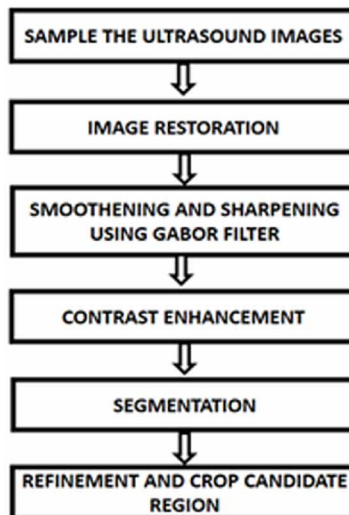 SAMPLE THE ULTRASOUND IMAGES
IMAGE RESTORATION
SMOOTHENING AND SHARPENING
USING GABOR FILTER
CONTRAST ENHANCEMENT
SEGMENTATION
REFINEMENT AND CROP CANDIDATE
REGION